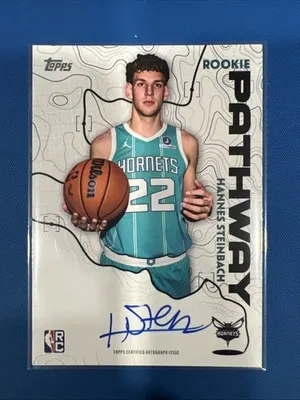 Topps
ROOKIE
PATHWAY
HANNES STEINBACH
Wilson
HORNETS
22
HORNETS
RC
TOPPS CERTIFIED AUTOGRAPH ISSUE